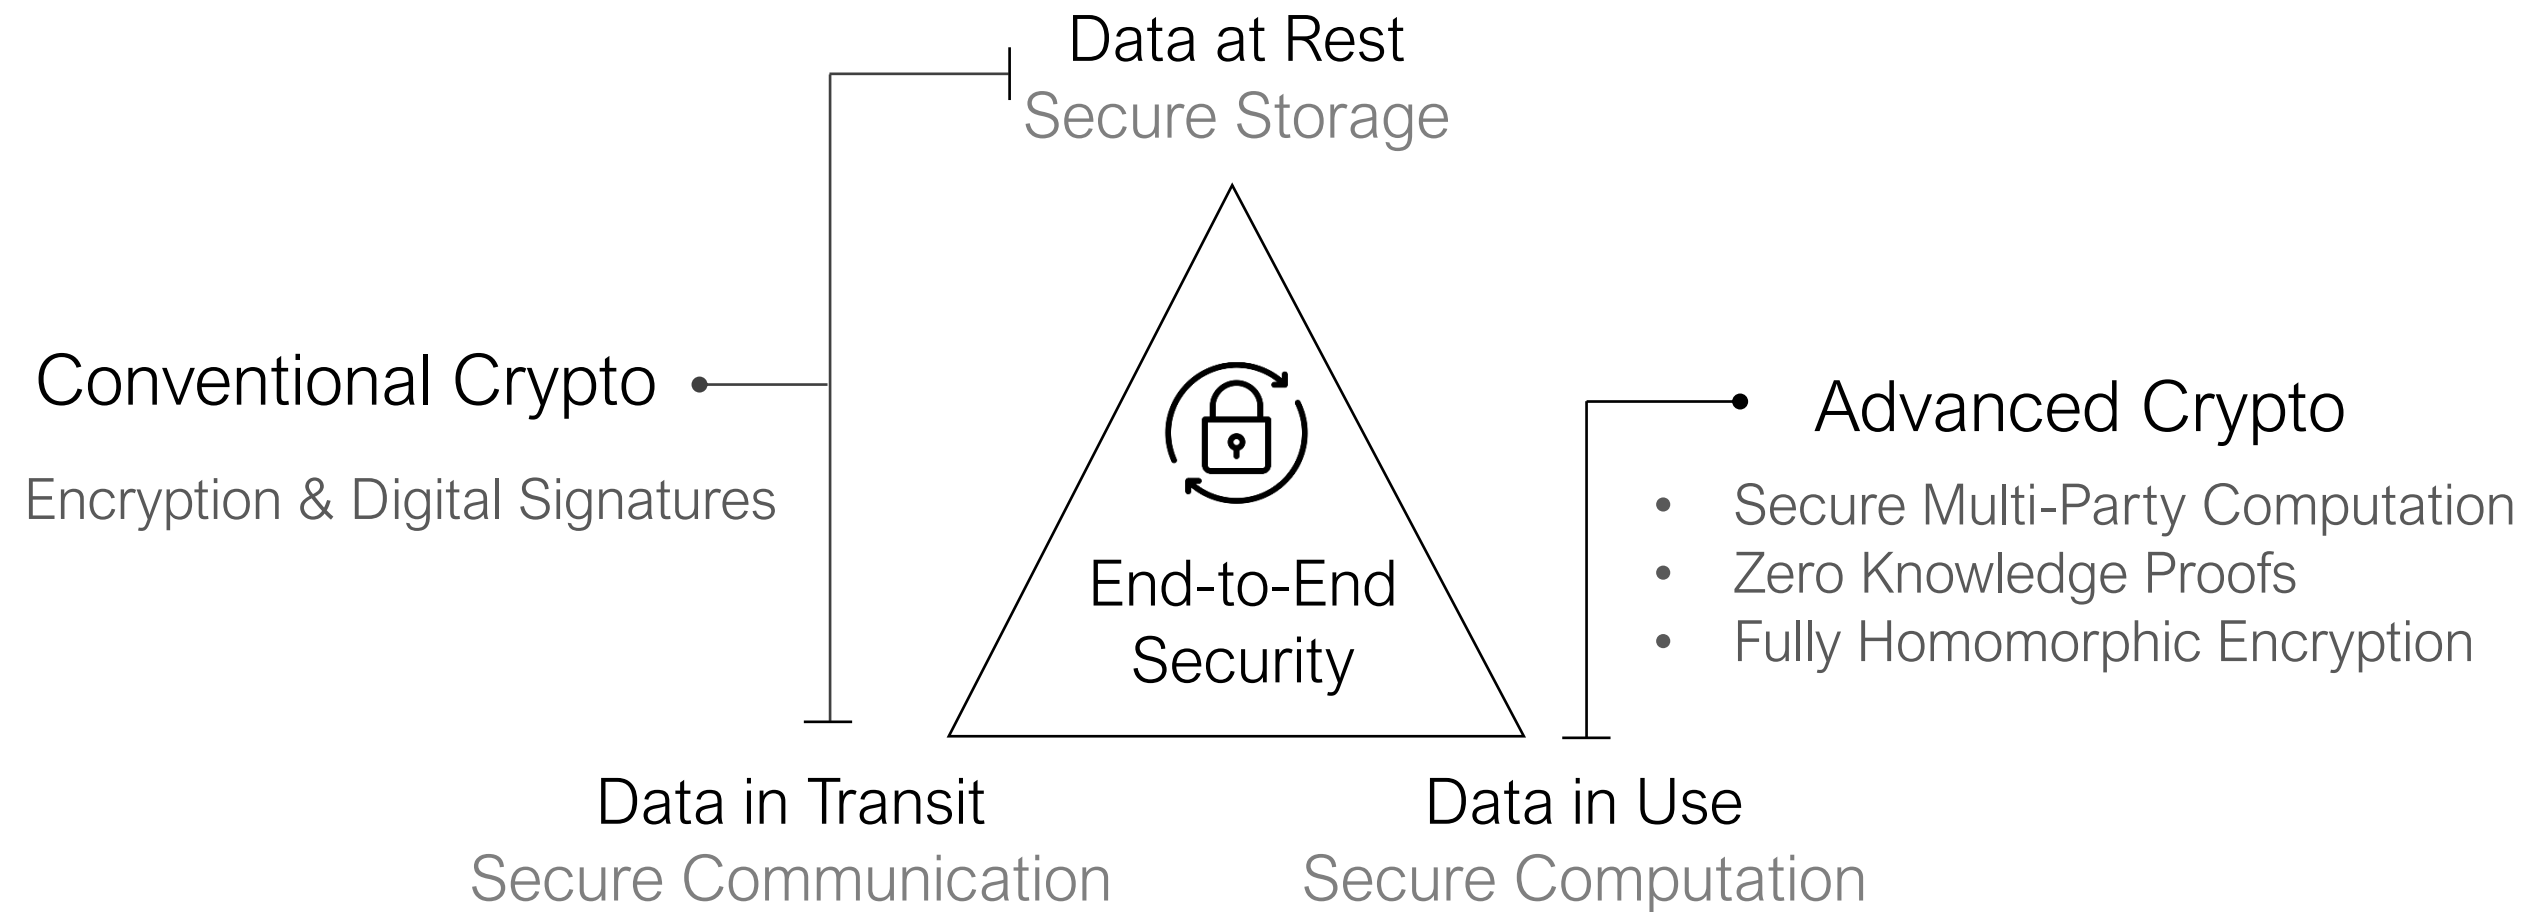 Data at Rest
Secure Storage
Conventional Crypto
Encryption & Digital Signatures
End-to-End
Security
Advanced Crypto
• Secure Multi-Party Computation
• Zero Knowledge Proofs
• Fully Homomorphic Encryption
Data in Transit
Secure Communication
Data in Use
Secure Computation